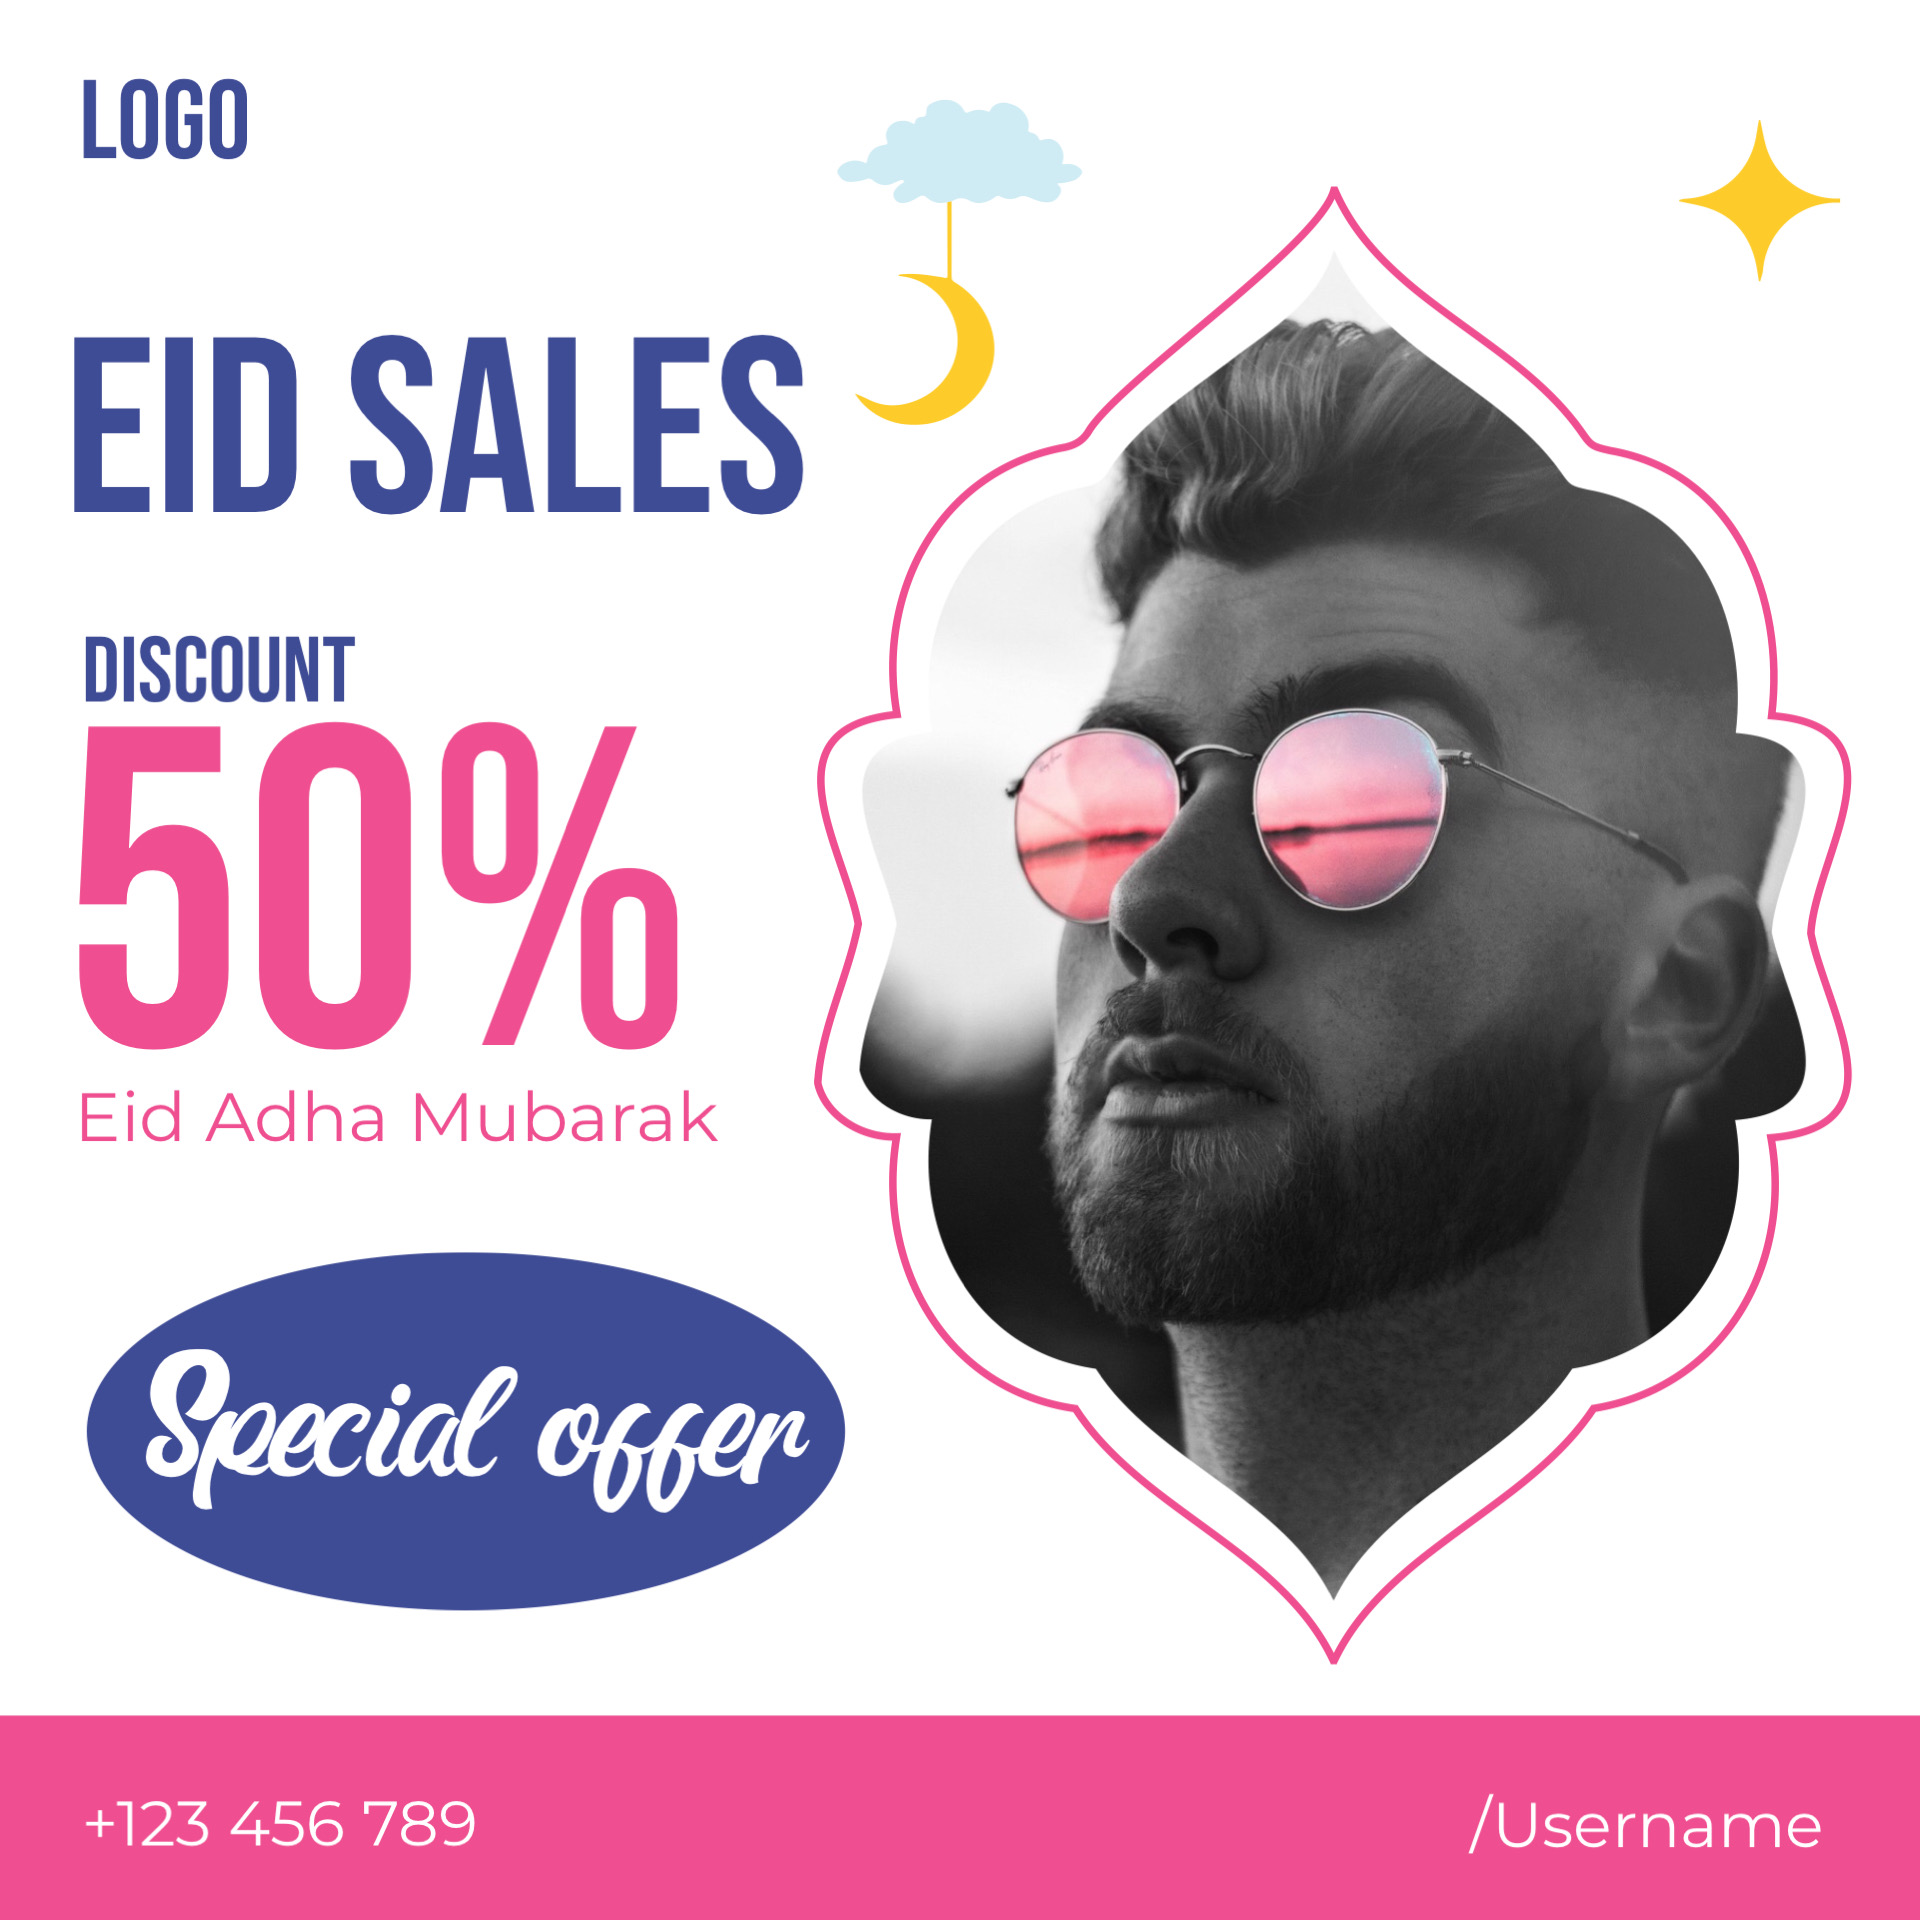 LOGO
EID SALES
DISCOUNT
50%
Eid Adha Mubarak
Special offer
+123 456 789
/Username